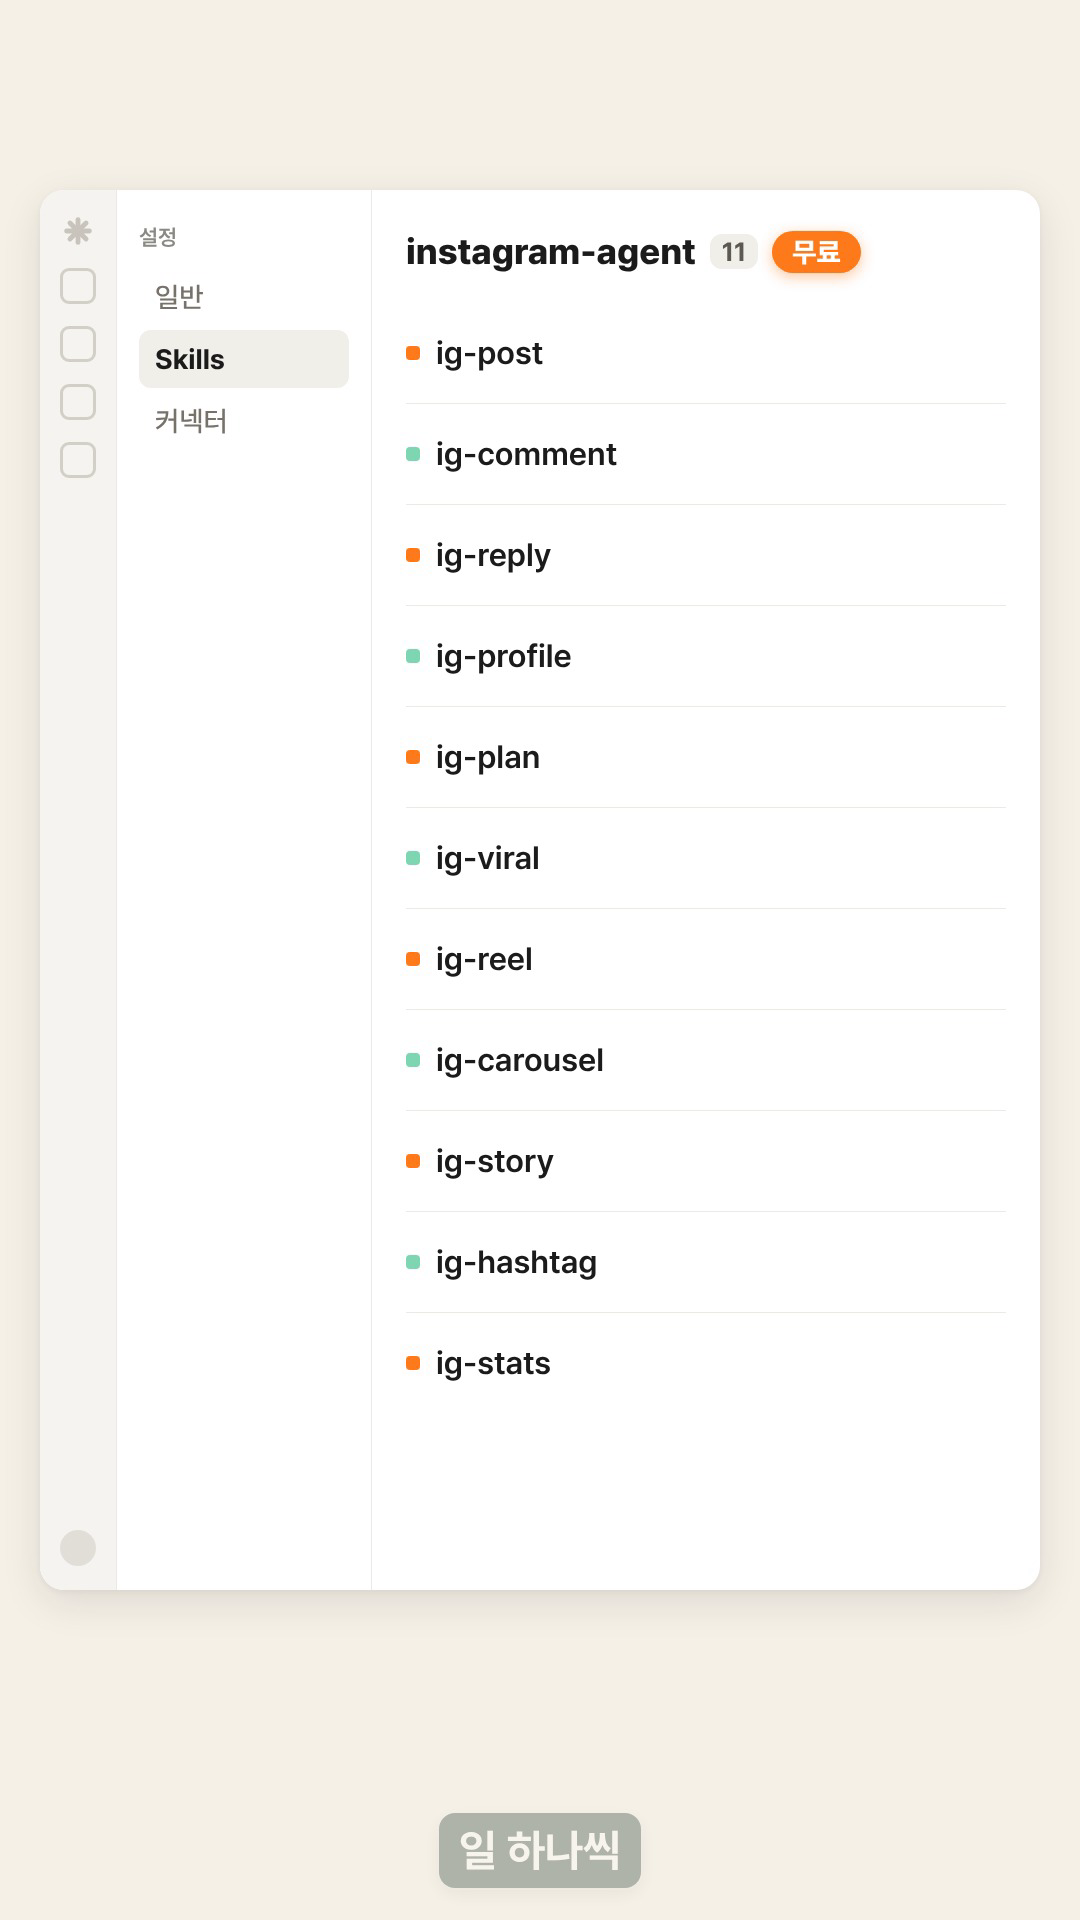 설정
일반
Skills
커넥터
instagram-agent 11 무료
ig-post
ig-comment
ig-reply
ig-profile
ig-plan
ig-viral
ig-reel
ig-carousel
ig-story
ig-hashtag
ig-stats
일 하나씩